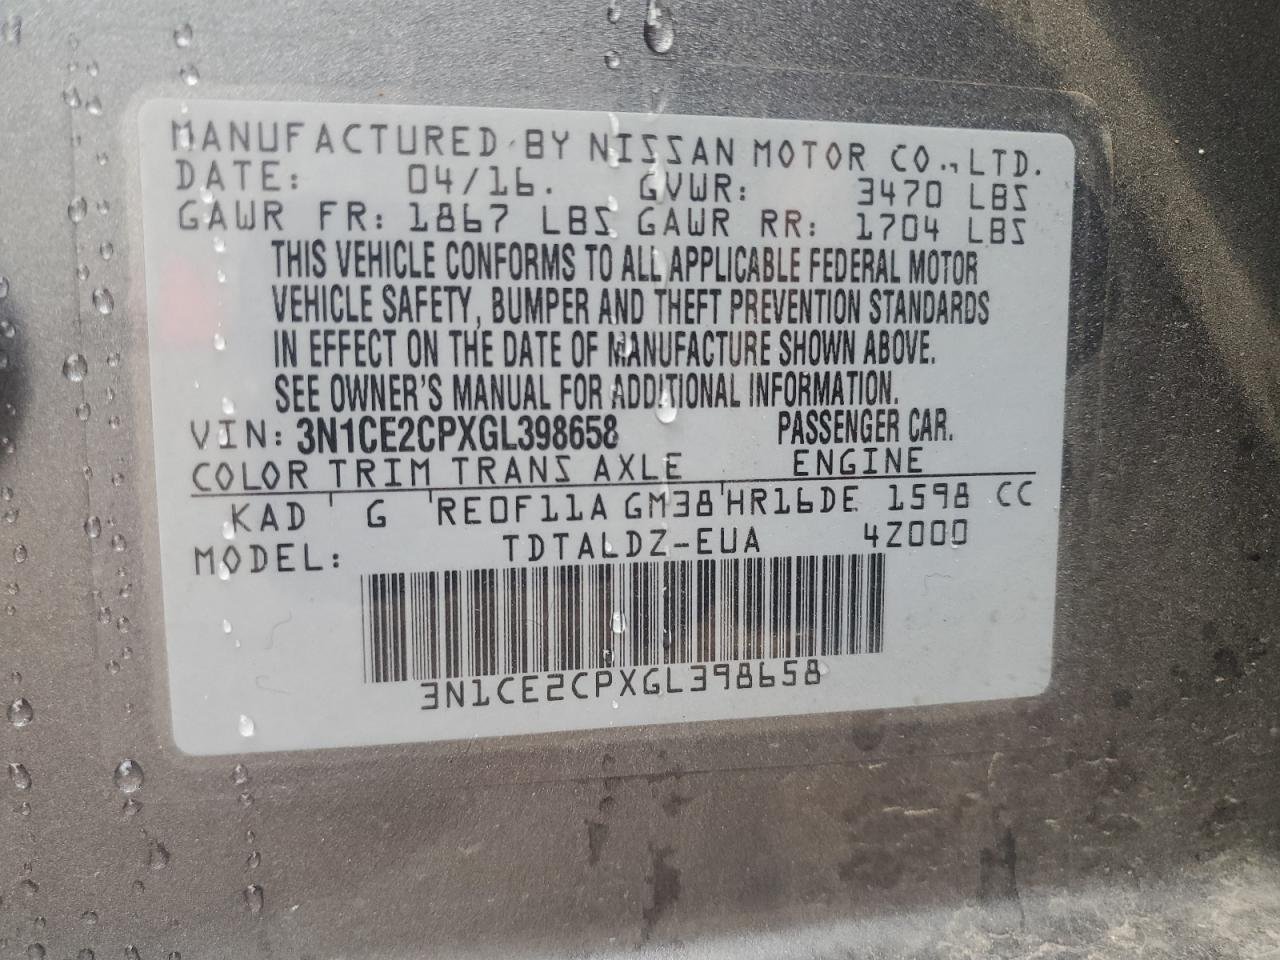 MANUFACTURED BY NISSAN MOTOR CO., LTD.
DATE: 04/16. GVWR: 3470 LBS
GAWR FR: 1867 LBS GAWR RR: 1704 LBS
THIS VEHICLE CONFORMS TO ALL APPLICABLE FEDERAL MOTOR
VEHICLE SAFETY, BUMPER AND THEFT PREVENTION STANDARDS
IN EFFECT ON THE DATE OF MANUFACTURE SHOWN ABOVE.
SEE OWNER'S MANUAL FOR ADDITIONAL INFORMATION.
VIN: 3N1CE2CPXGL398658 PASSENGER CAR.
COLOR TRIM TRANS AXLE ENGINE
KAD G RE0F11A GM38 HR16DE 1598 CC
MODEL: TDTALDZ-EUA 4Z000
3N1CE2CPXGL398658